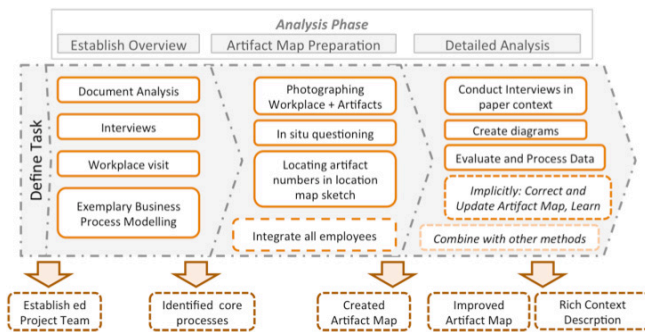 Analysis Phase
Establish Overview
Artifact Map Preparation
Detailed Analysis
Define Task
Document Analysis
Interviews
Workplace visit
Exemplary Business
Process Modelling
Photographing
Workplace + Artifacts
In situ questioning
Locating artifact
numbers in location
map sketch
Integrate all employees
Conduct Interviews in
paper context
Create diagrams
Evaluate and Process Data
Implicitly: Correct and
Update Artifact Map, Learn
Combine with other methods
Establish ed
Project Team
Identified core
processes
Created
Artifact Map
Improved
Artifact Map
Rich Context
Descrption